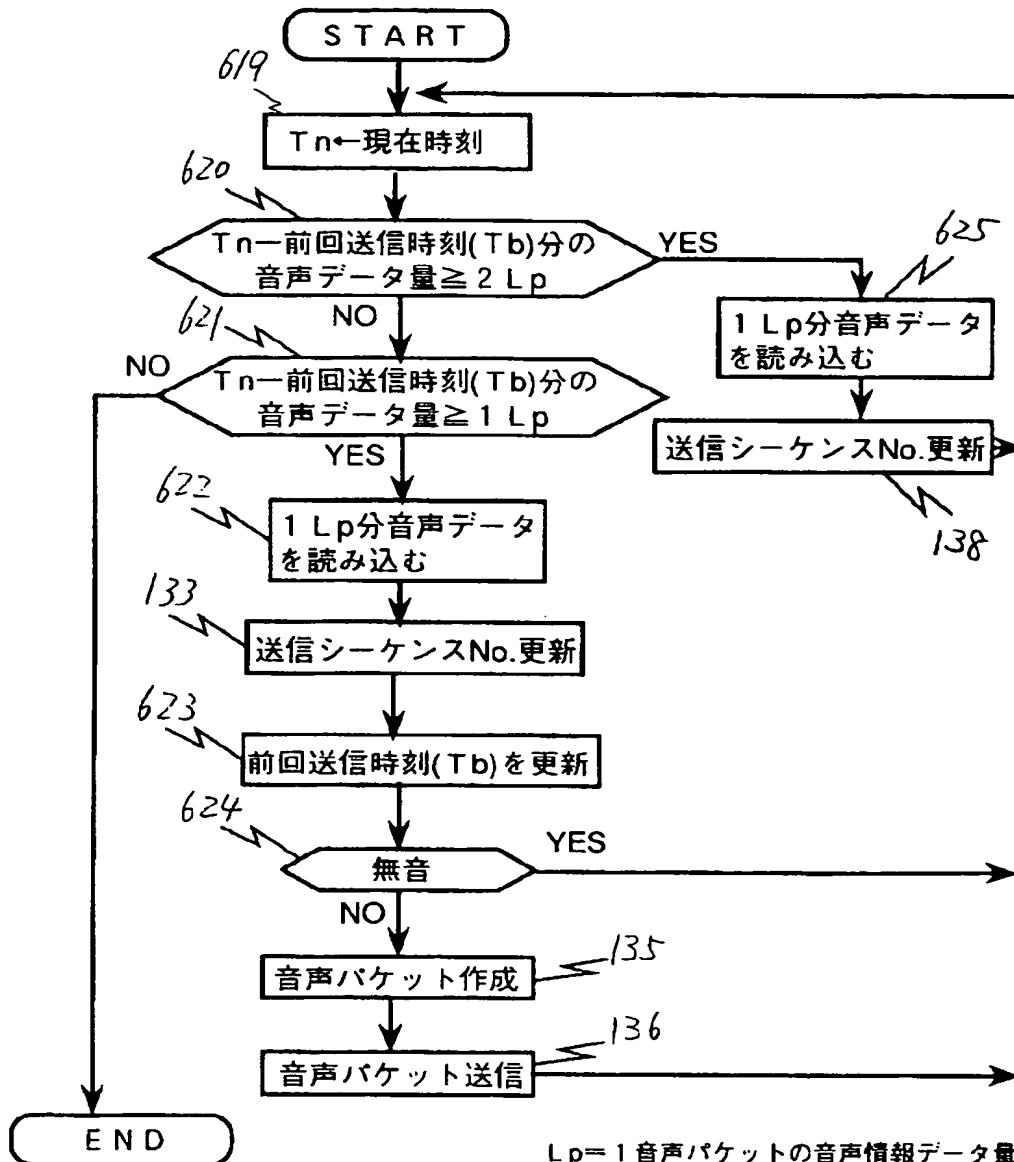 START
619
Tn←現在時刻
620
Tn—前回送信時刻(Tb)分の
音声データ量≧2Lp
YES
625
NO
1Lp分音声データ
を読み込む
621
NO
Tn—前回送信時刻(Tb)分の
音声データ量≧1Lp
YES
送信シーケンスNo.更新
138
622
1Lp分音声データ
を読み込む
133
送信シーケンスNo.更新
623
前回送信時刻(Tb)を更新
624
無音
YES
NO
135
音声パケット作成
136
音声パケット送信
END
Lp=1音声パケットの音声情報データ量